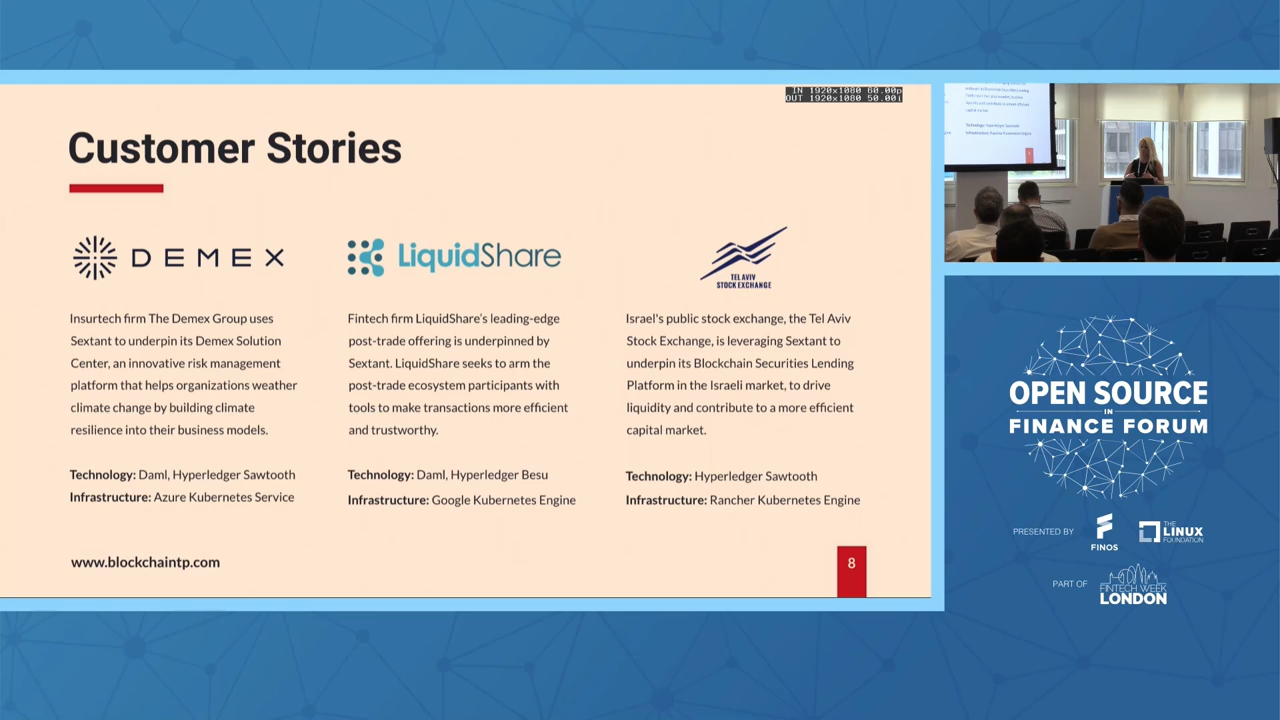 IN 1920x1080 60.00p
OUT 1920x1080 50.00i
Customer Stories
DEMEX
Insurtech firm The Demex Group uses
Sextant to underpin its Demex Solution
Center, an innovative risk management
platform that helps organizations weather
climate change by building climate
resilience into their business models.
Technology: Daml, Hyperledger Sawtooth
Infrastructure: Azure Kubernetes Service
LiquidShare
Fintech firm LiquidShare's leading-edge
post-trade offering is underpinned by
Sextant. LiquidShare seeks to arm the
post-trade ecosystem participants with
tools to make transactions more efficient
and trustworthy.
Technology: Daml, Hyperledger Besu
Infrastructure: Google Kubernetes Engine
TEL AVIV
STOCK EXCHANGE
Israel's public stock exchange, the Tel Aviv
Stock Exchange, is leveraging Sextant to
underpin its Blockchain Securities Lending
Platform in the Israeli market, to drive
liquidity and contribute to a more efficient
capital market.
Technology: Hyperledger Sawtooth
Infrastructure: Rancher Kubernetes Engine
www.blockchaintp.com
8
OPEN SOURCE
IN
FINANCE FORUM
PRESENTED BY
FINOS
THE
LINUX
FOUNDATION
PART OF
FINTECH WEEK
LONDON